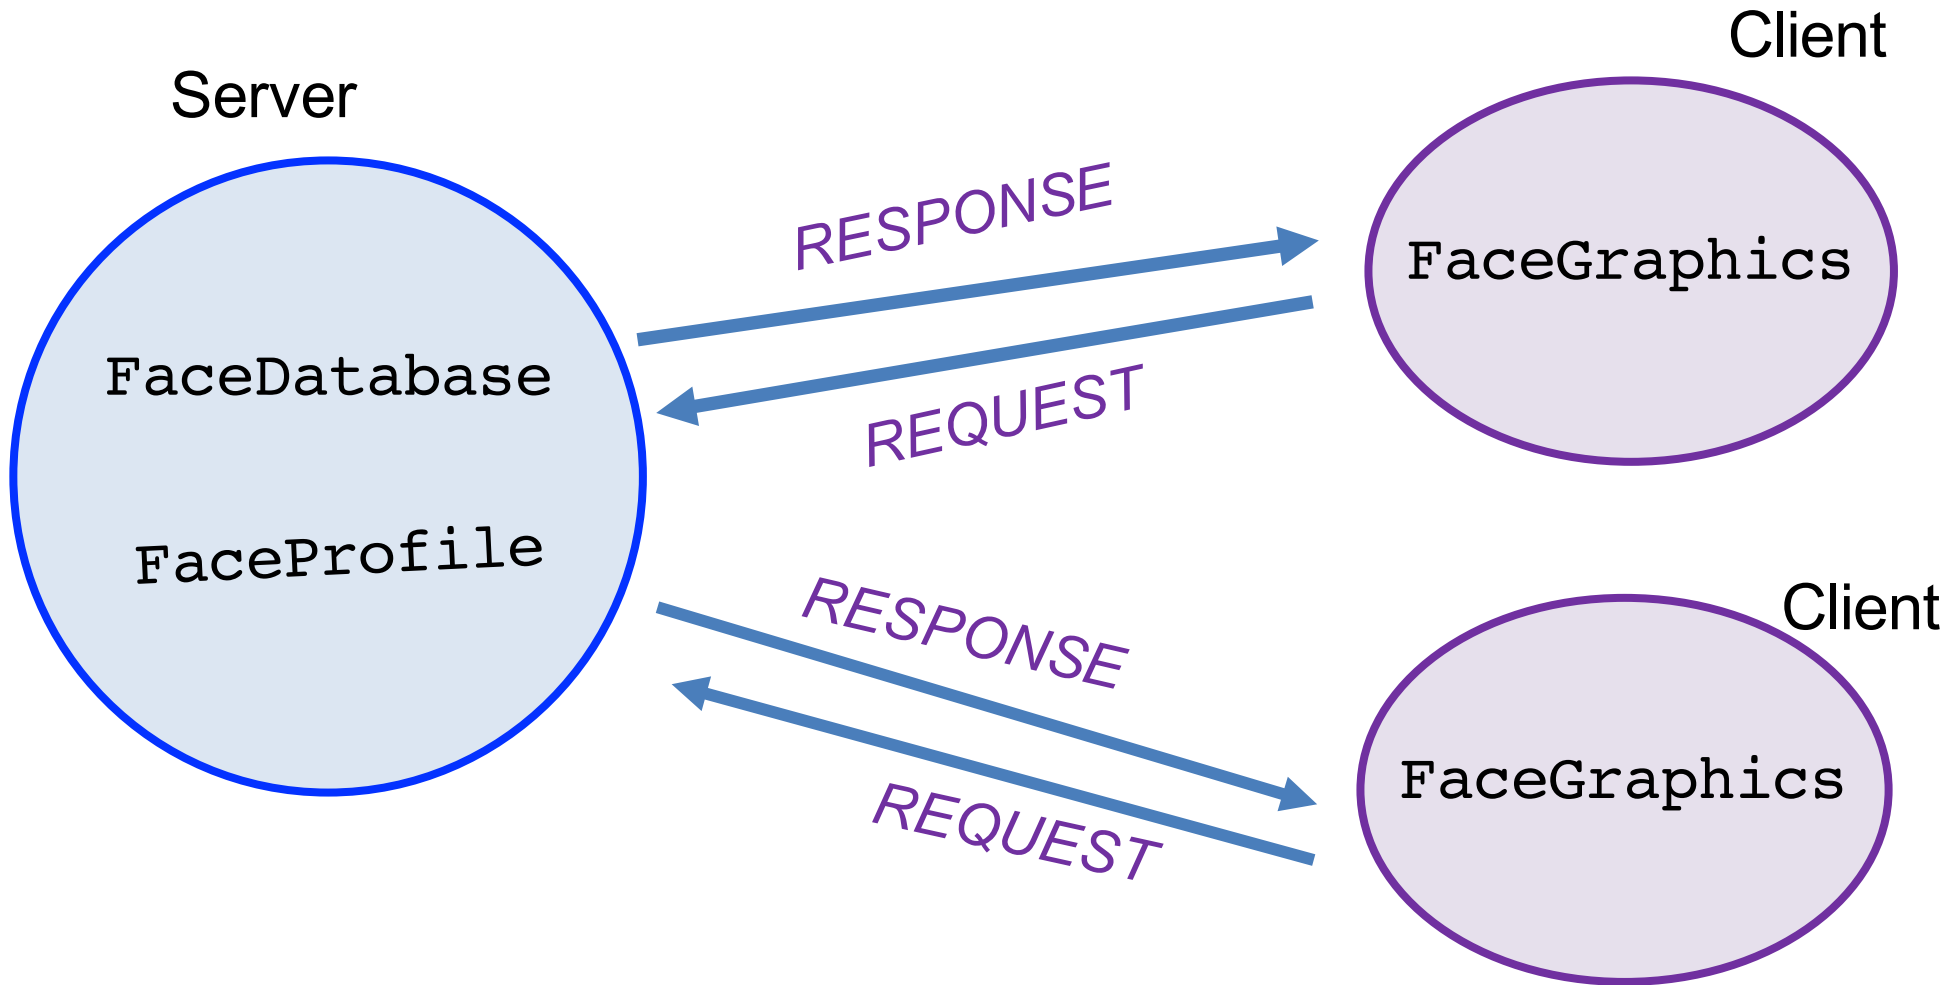 Client
Server
RESPONSE
FaceGraphics
FaceDatabase
REQUEST
FaceProfile
RESPONSE
Client
FaceGraphics
REQUEST